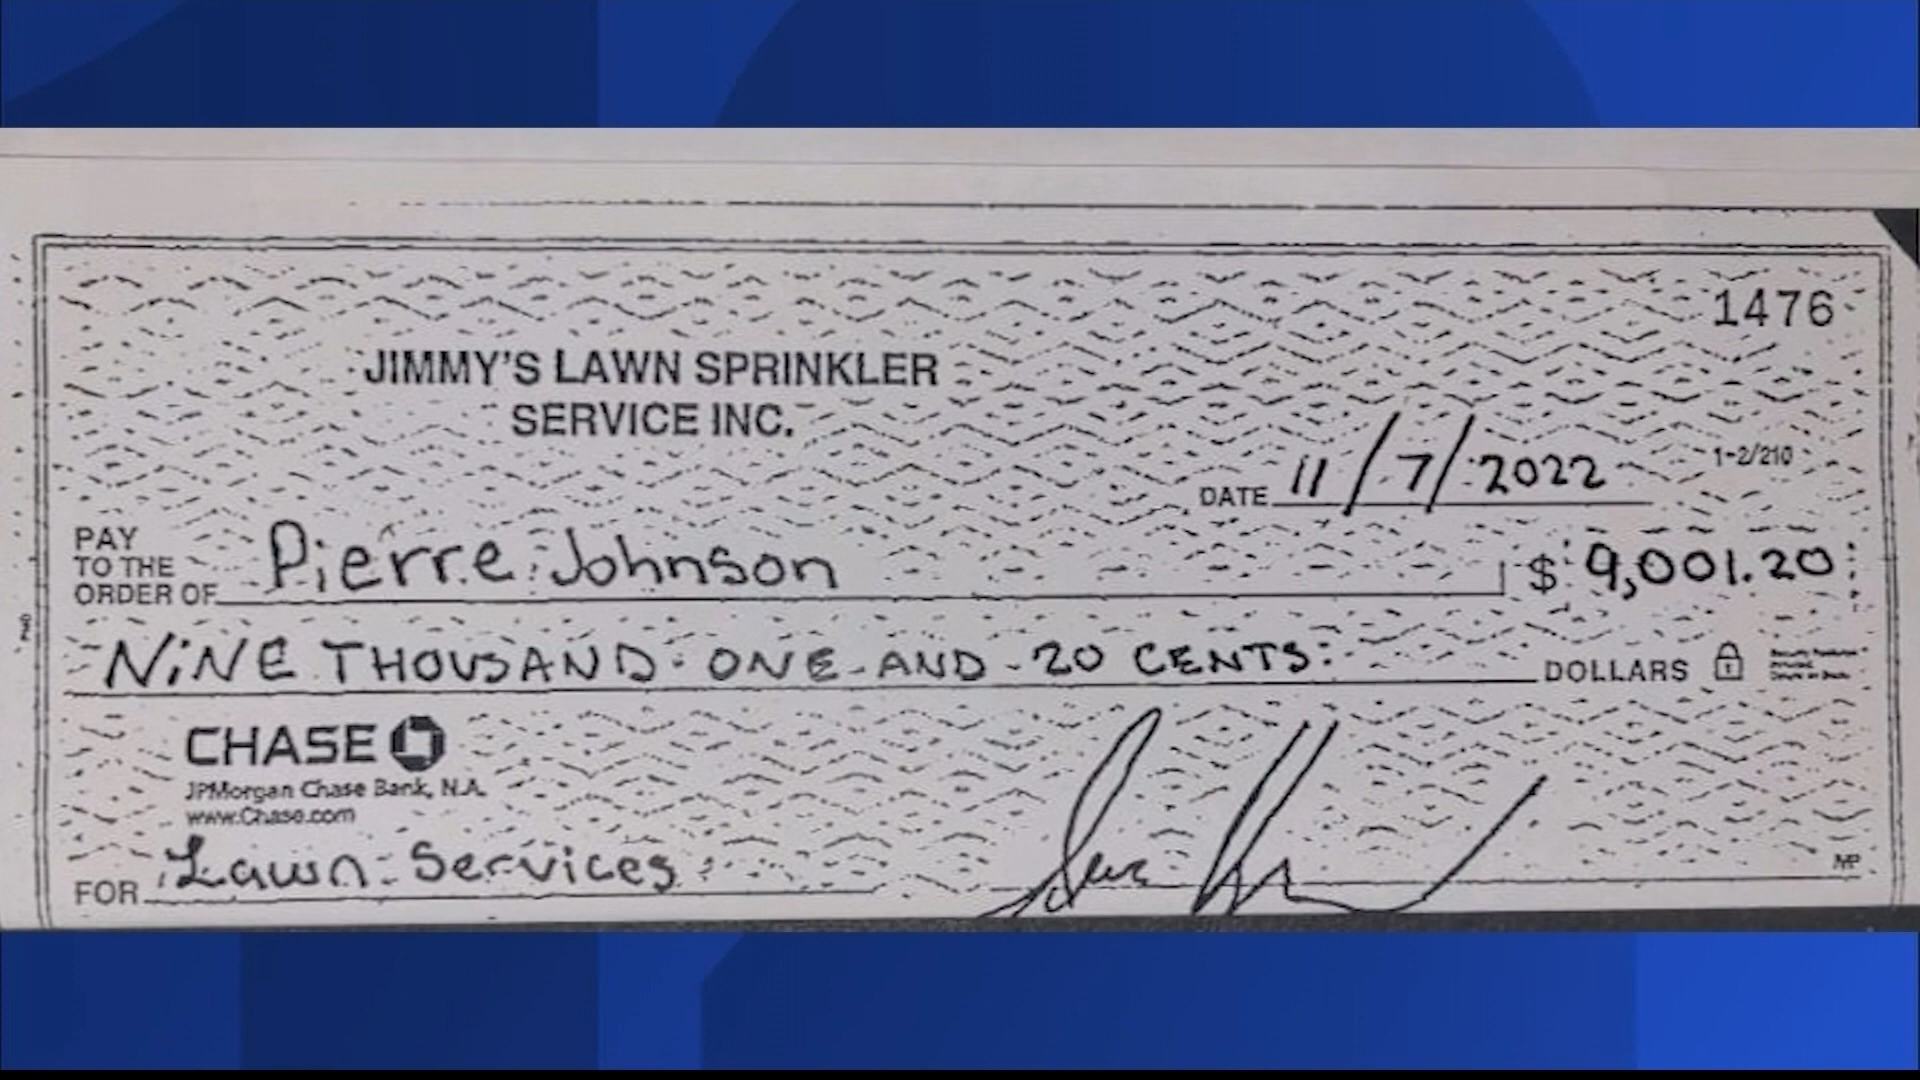 1476
JIMMY'S LAWN SPRINKLER
SERVICE INC.
DATE 11/7/2022 1-2/210
PAY
TO THE
ORDER OF Pierre Johnson $ 9,001.20
NINE THOUSAND ONE AND 20 CENTS DOLLARS
CHASE
JPMorgan Chase Bank, N.A.
www.Chase.com
FOR Lawn Services
MP